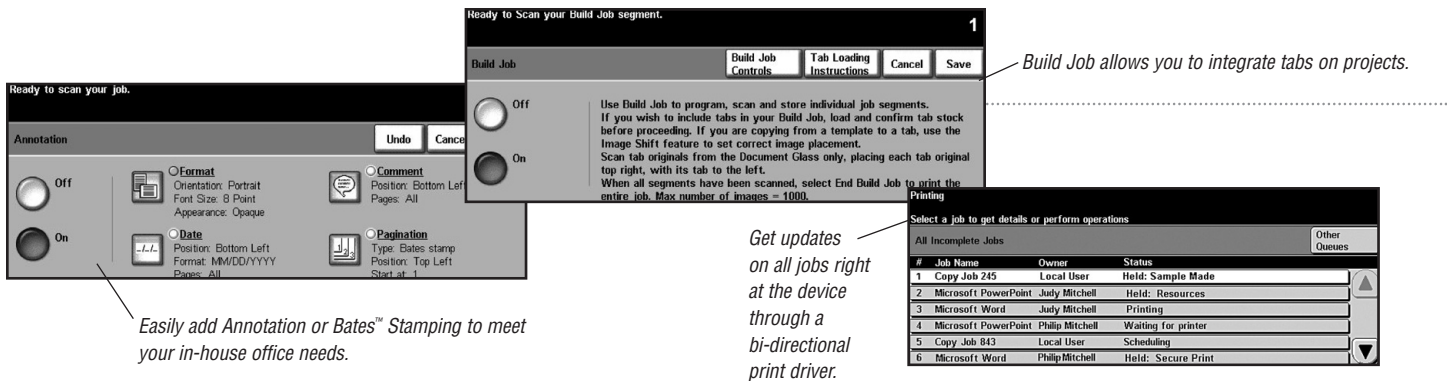 Ready to Scan your Build Job segment.
1
Build Job
Build Job
Controls
Tab Loading
Instructions
Cancel
Save
Off
On
Use Build Job to program, scan and store individual job segments.
If you wish to include tabs in your Build Job, load and confirm tab stock
before proceeding. If you are copying from a template to a tab, use the
Image Shift feature to set correct image placement.
Scan tab originals from the Document Glass only, placing each tab original
top right, with its tab to the left.
When all segments have been scanned, select End Build Job to print the
entire job. Max number of images = 1000.
Build Job allows you to integrate tabs on projects.
Ready to scan your job.
Annotation
Undo
Cance
Off
On
Format
Orientation: Portrait
Font Size: 8 Point
Appearance: Opaque
Comment
Position: Bottom Left
Pages: All
Date
Position: Bottom Left
Format: MM/DD/YYYY
Pages: All
Pagination
Type: Bates stamp
Position: Top Left
Start at: 1
Easily add Annotation or Bates™ Stamping to meet
your in-house office needs.
Get updates
on all jobs right
at the device
through a
bi-directional
print driver.
Printing
Select a job to get details or perform operations
All Incomplete Jobs
Other
Queues
# Job Name Owner Status
1 Copy Job 245 Local User Held: Sample Made
2 Microsoft PowerPoint Judy Mitchell Held: Resources
3 Microsoft Word Judy Mitchell Printing
4 Microsoft PowerPoint Philip Mitchell Waiting for printer
5 Copy Job 843 Local User Scheduling
6 Microsoft Word Philip Mitchell Held: Secure Print